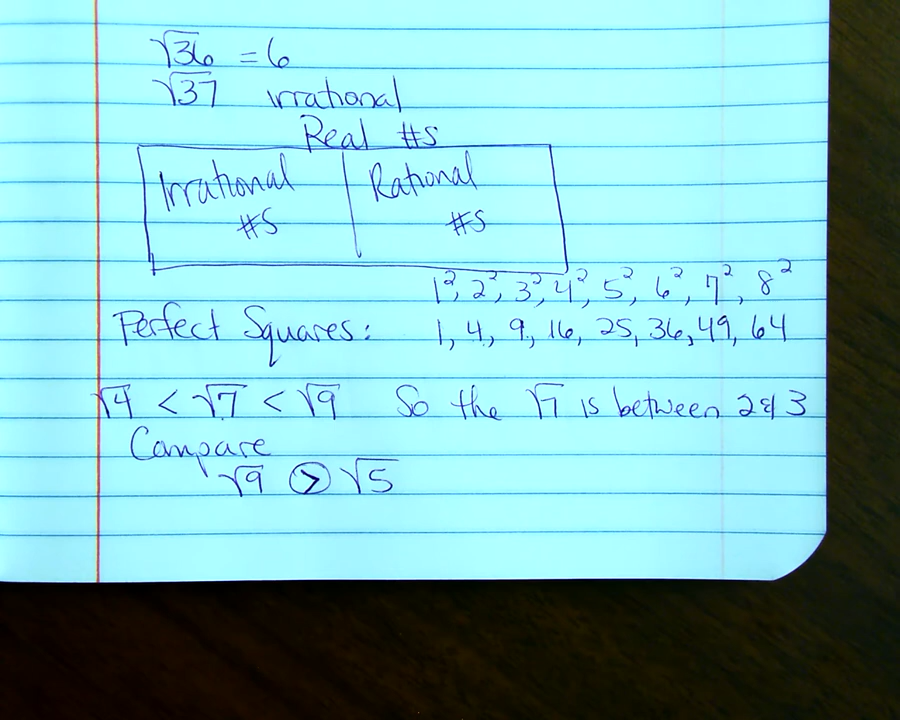 √36 = 6
√37 irrational
Real #s
Irrational Rational
#s #s
1², 2², 3², 4², 5², 6², 7², 8²
Perfect Squares: 1, 4, 9, 16, 25, 36, 49, 64
√4 < √7 < √9 So the √7 is between 2 & 3
Compare
√9 > √5